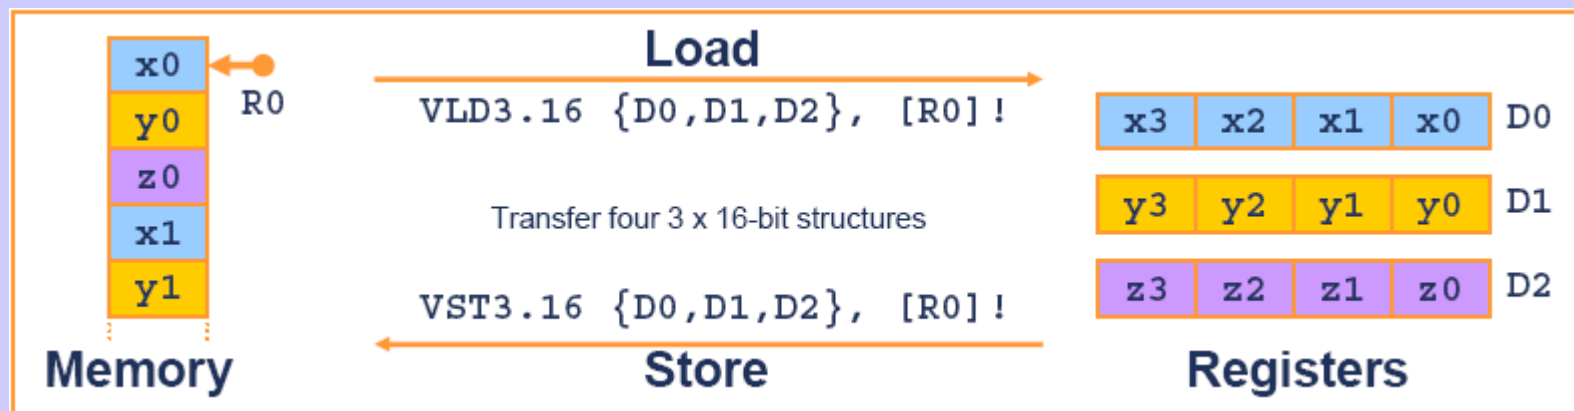 x0
y0
z0
x1
y1
R0
Memory
Load
VLD3.16 {D0,D1,D2}, [R0]!
Transfer four 3 x 16-bit structures
VST3.16 {D0,D1,D2}, [R0]!
Store
x3 x2 x1 x0 D0
y3 y2 y1 y0 D1
z3 z2 z1 z0 D2
Registers